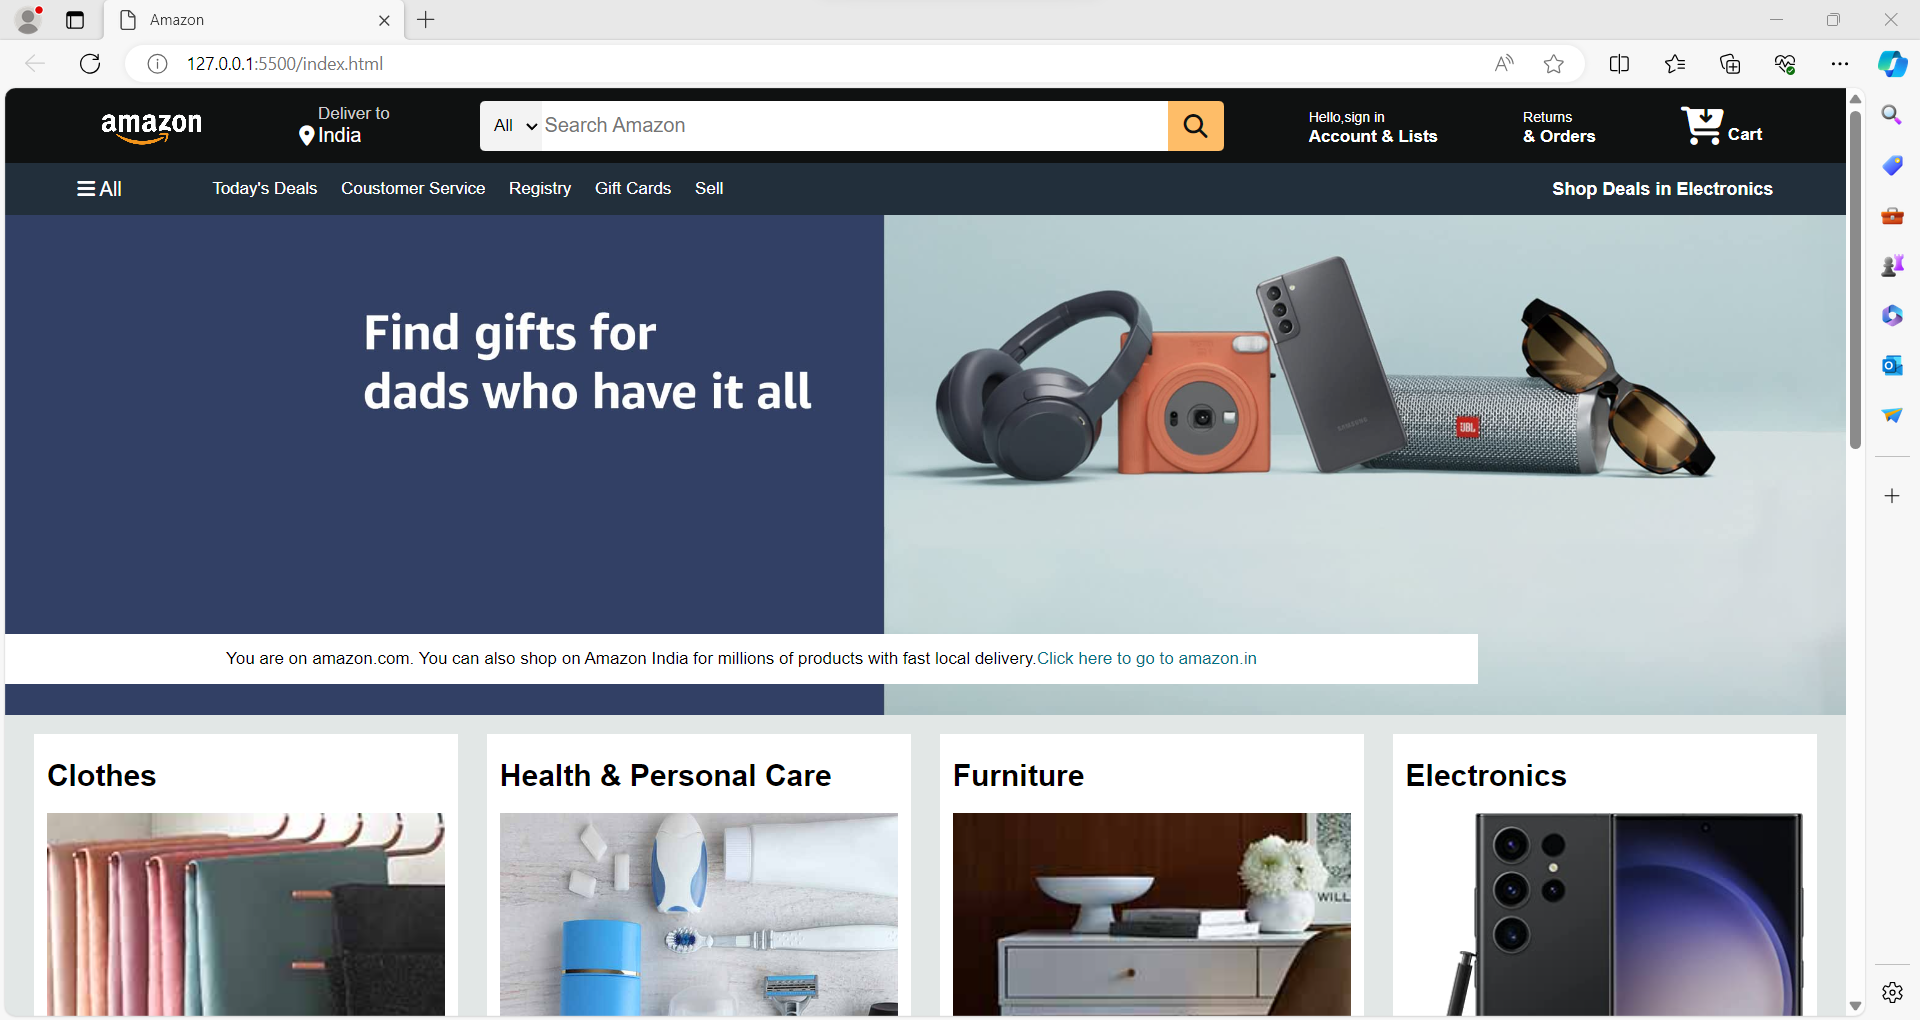 Amazon
127.0.0.1:5500/index.html
amazon
Deliver to
India
All
Search Amazon
Hello,sign in
Account & Lists
Returns
& Orders
Cart
All
Today's Deals
Coustomer Service
Registry
Gift Cards
Sell
Shop Deals in Electronics
Find gifts for
dads who have it all
SAMSUNG
JBL
You are on amazon.com. You can also shop on Amazon India for millions of products with fast local delivery.Click here to go to amazon.in
Clothes
Health & Personal Care
Furniture
Electronics
WILL